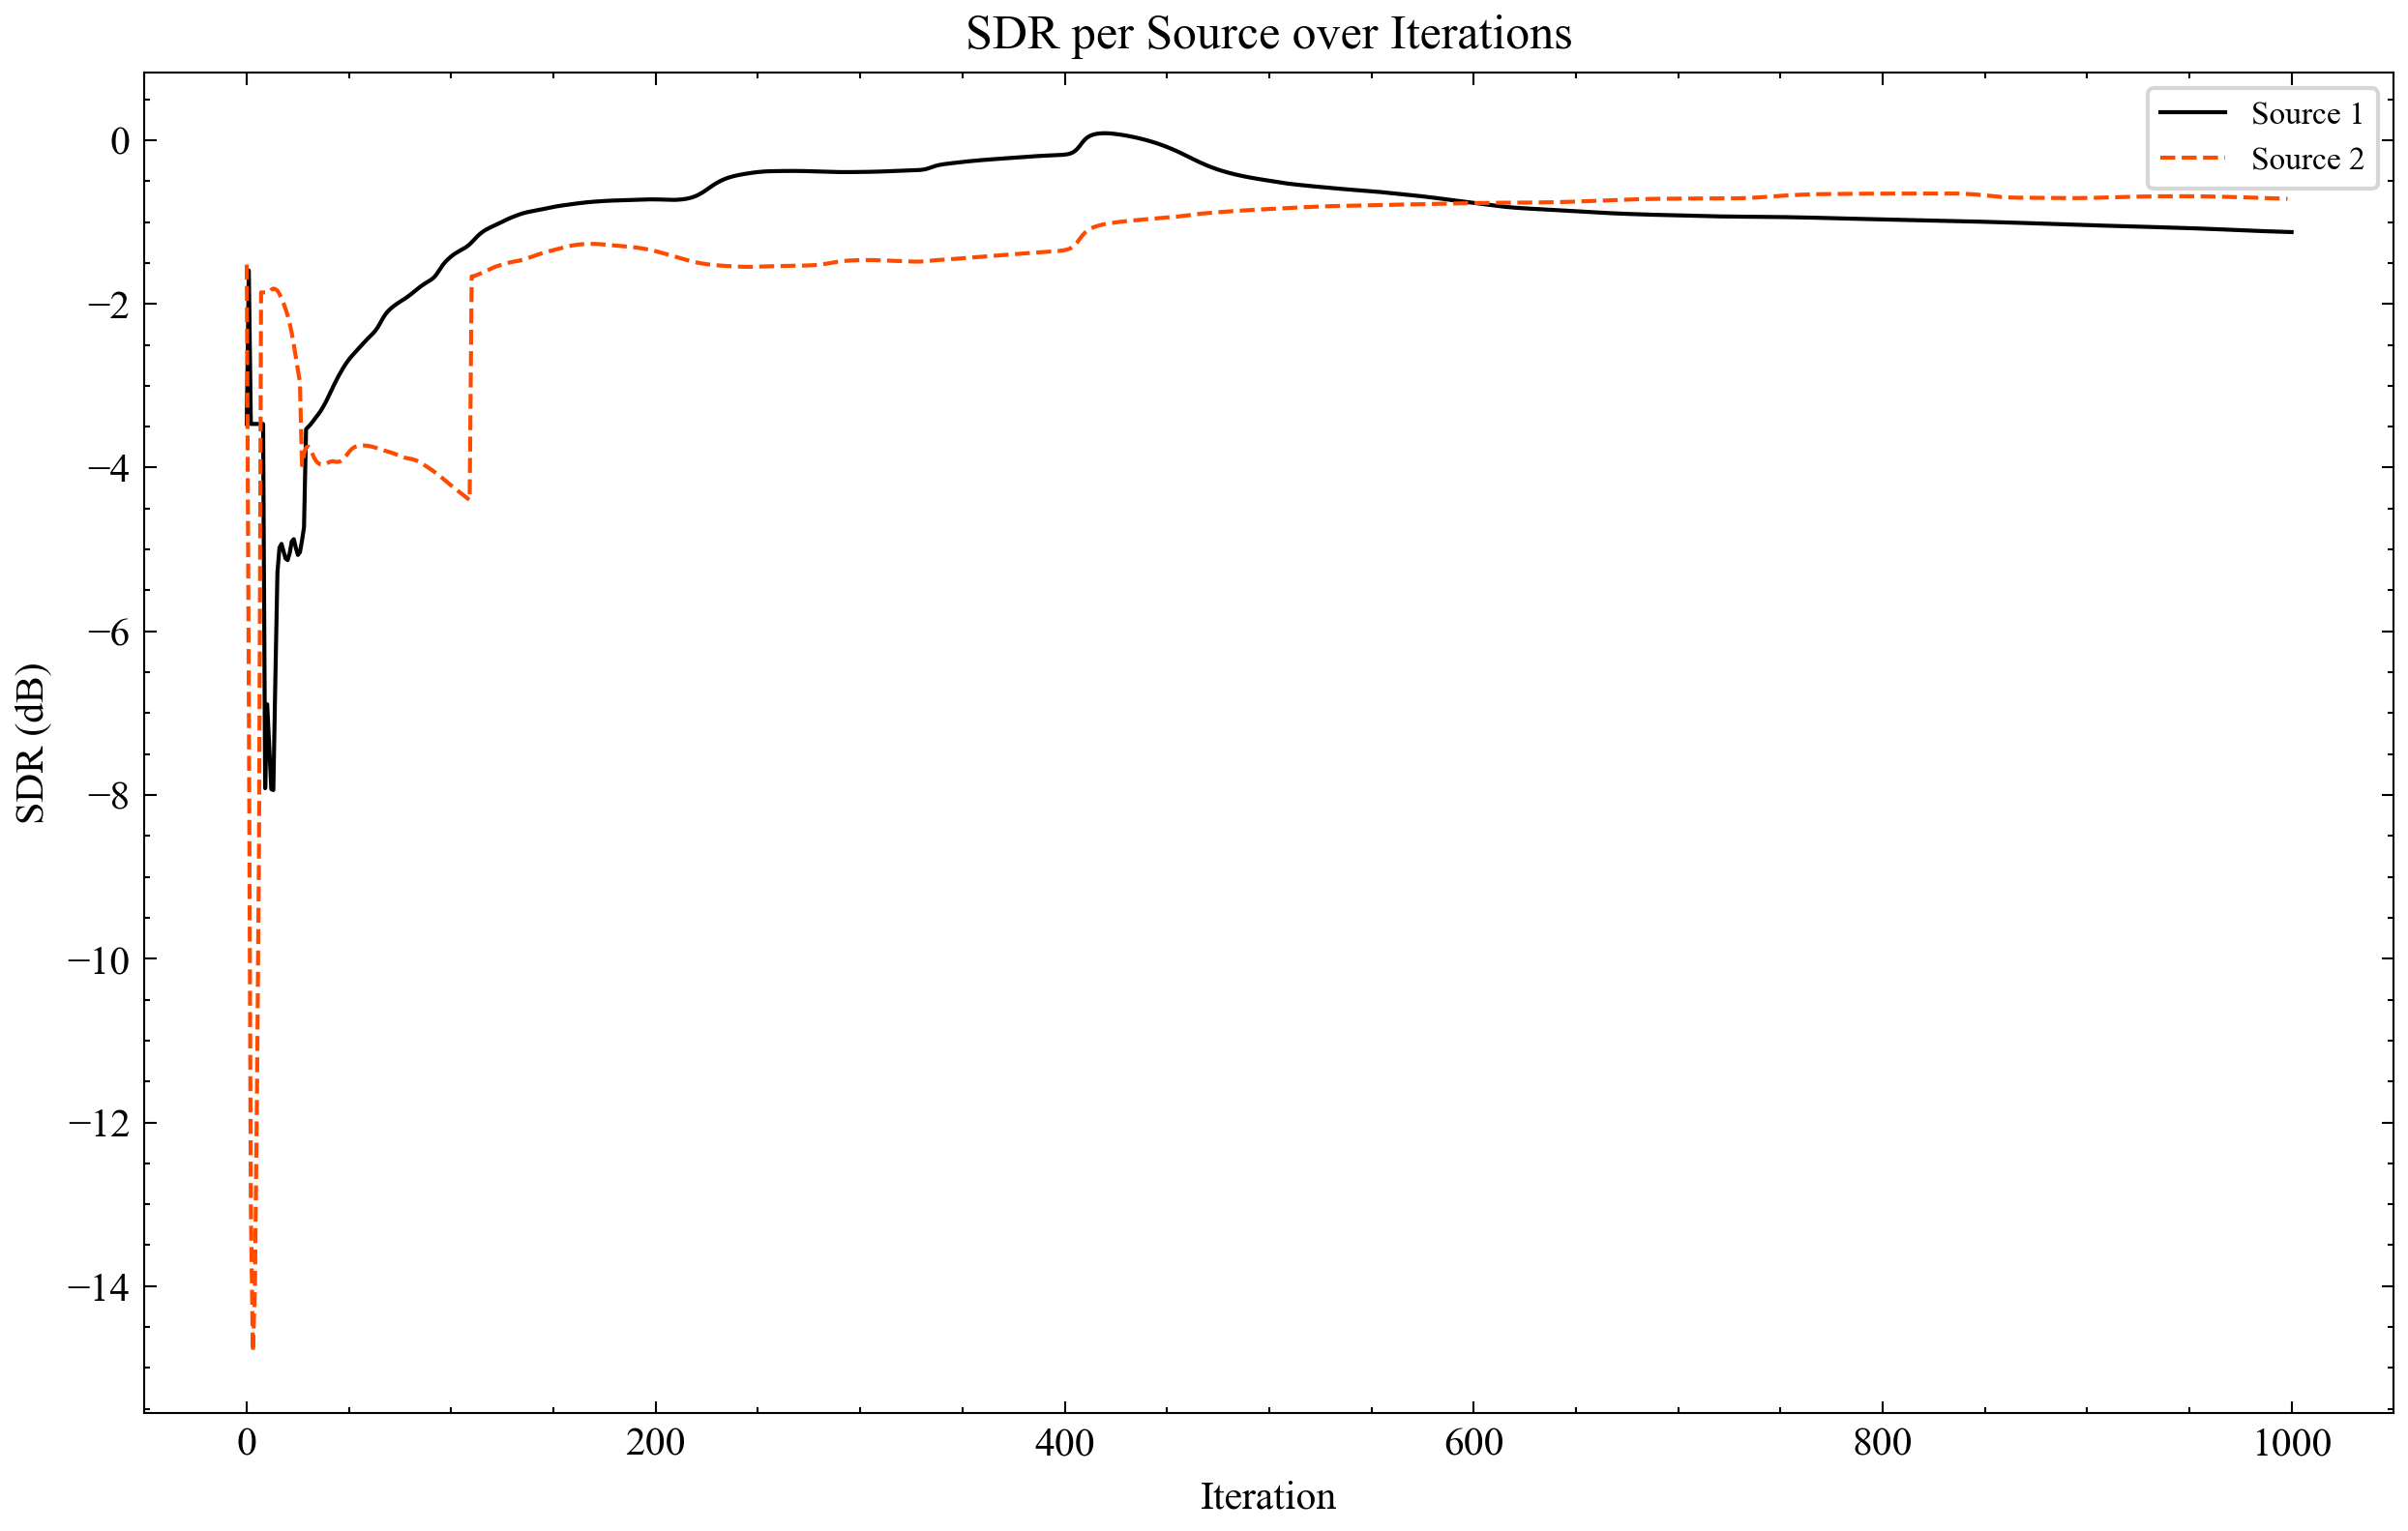 SDR per Source over Iterations
Source 1
Source 2
SDR (dB)
0
−2
−4
−6
−8
−10
−12
−14
0
200
400
600
800
1000
Iteration